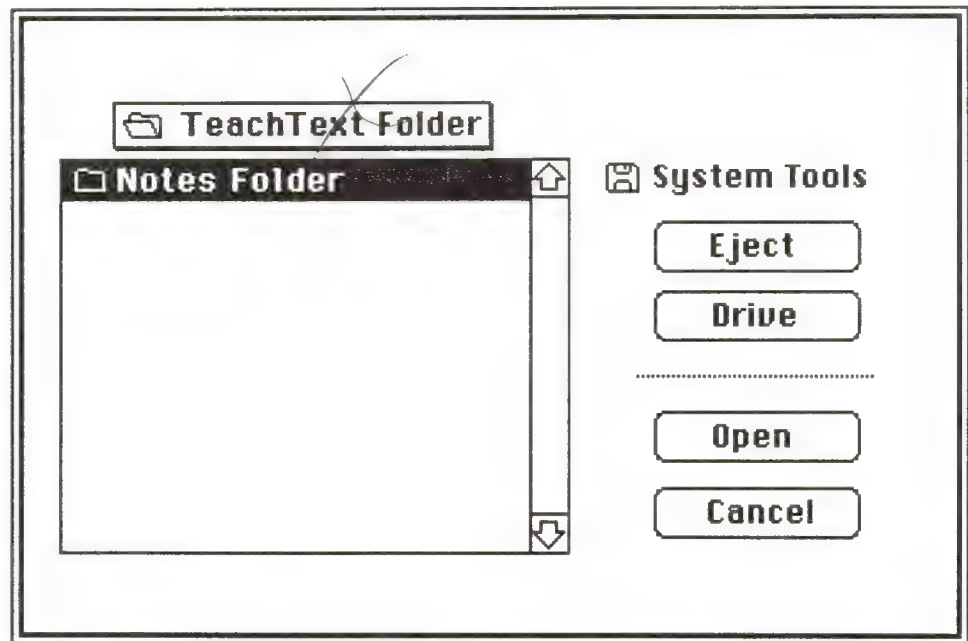 TeachText Folder
Notes Folder
System Tools
Eject
Drive
Open
Cancel